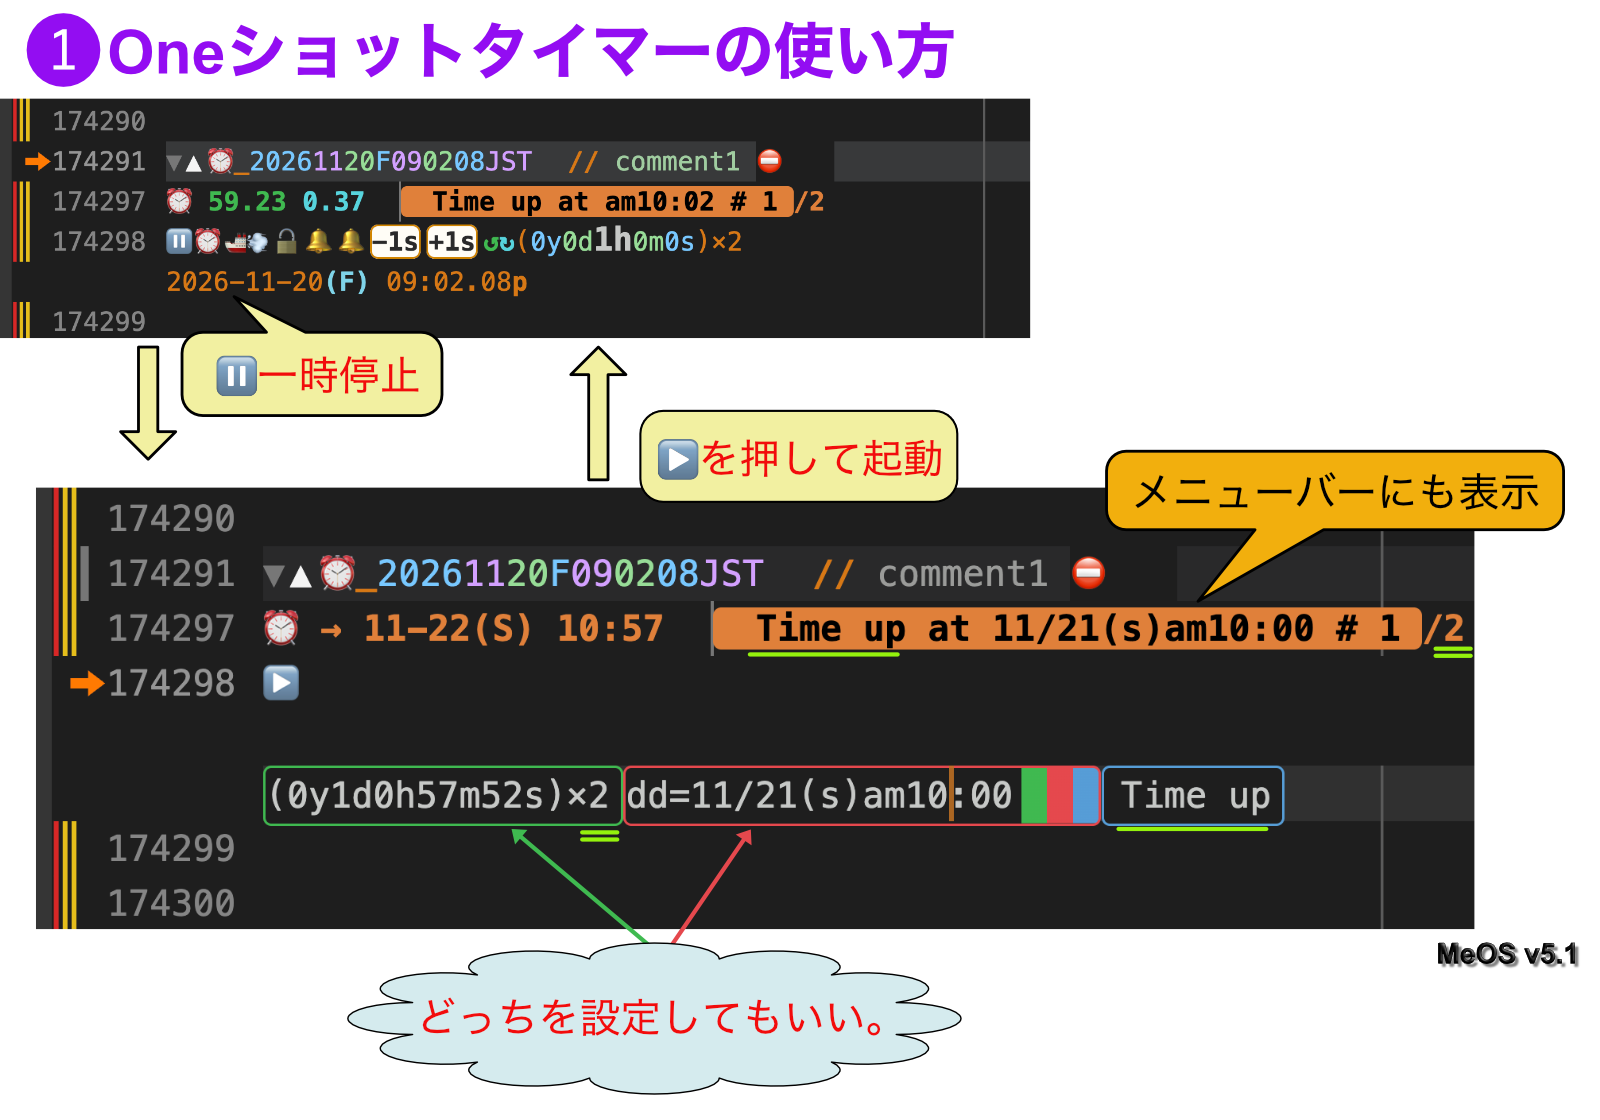 ❶Oneショットタイマーの使い方
174290
174291 ▼▲⏰_20261120F090208JST // comment1 ⛔
174297 ⏰ 59.23 0.37 Time up at am10:02 # 1 /2
174298 ⏸⏰🚢💨🔒🔔🔔 −1s +1s ↺↻(0y0d1h0m0s)×2
2026−11−20(F) 09:02.08p
174299
⏸一時停止
▶を押して起動
メニューバーにも表示
174290
174291 ▼▲⏰_20261120F090208JST // comment1 ⛔
174297 ⏰ → 11−22(S) 10:57 Time up at 11/21(s)am10:00 # 1 /2
174298 ▶
(0y1d0h57m52s)×2 dd=11/21(s)am10:00 Time up
174299
174300
MeOS v5.1
どっちを設定してもいい。